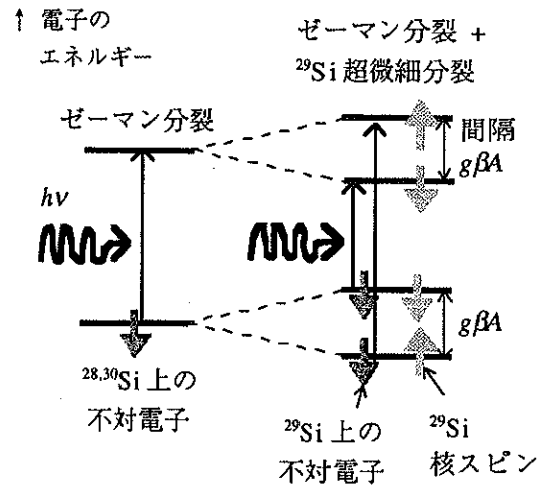 電子の
エネルギー
ゼーマン分裂 +
²⁹Si 超微細分裂
ゼーマン分裂
間隔
gβA
hν
gβA
²⁸,³⁰Si 上の
不対電子
²⁹Si 上の
不対電子
²⁹Si
核スピン